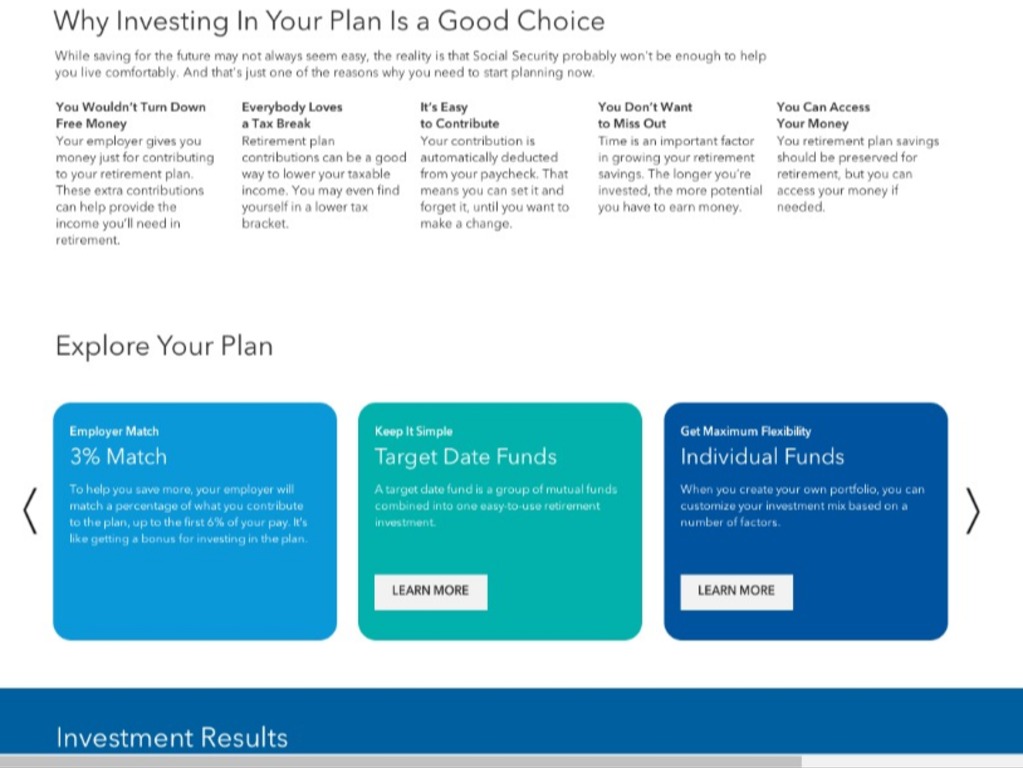 Why Investing In Your Plan Is a Good Choice
While saving for the future may not always seem easy, the reality is that Social Security probably won't be enough to help
you live comfortably. And that's just one of the reasons why you need to start planning now.
You Wouldn't Turn Down
Free Money
Your employer gives you
money just for contributing
to your retirement plan.
These extra contributions
can help provide the
income you'll need in
retirement.
Everybody Loves
a Tax Break
Retirement plan
contributions can be a good
way to lower your taxable
income. You may even find
yourself in a lower tax
bracket.
It's Easy
to Contribute
Your contribution is
automatically deducted
from your paycheck. That
means you can set it and
forget it, until you want to
make a change.
You Don't Want
to Miss Out
Time is an important factor
in growing your retirement
savings. The longer you're
invested, the more potential
you have to earn money.
You Can Access
Your Money
You retirement plan savings
should be preserved for
retirement, but you can
access your money if
needed.
Explore Your Plan
Employer Match
3% Match
To help you save more, your employer will
match a percentage of what you contribute
to the plan, up to the first 6% of your pay. It's
like getting a bonus for investing in the plan.
Keep It Simple
Target Date Funds
A target date fund is a group of mutual funds
combined into one easy-to-use retirement
investment.
LEARN MORE
Get Maximum Flexibility
Individual Funds
When you create your own portfolio, you can
customize your investment mix based on a
number of factors.
LEARN MORE
Investment Results